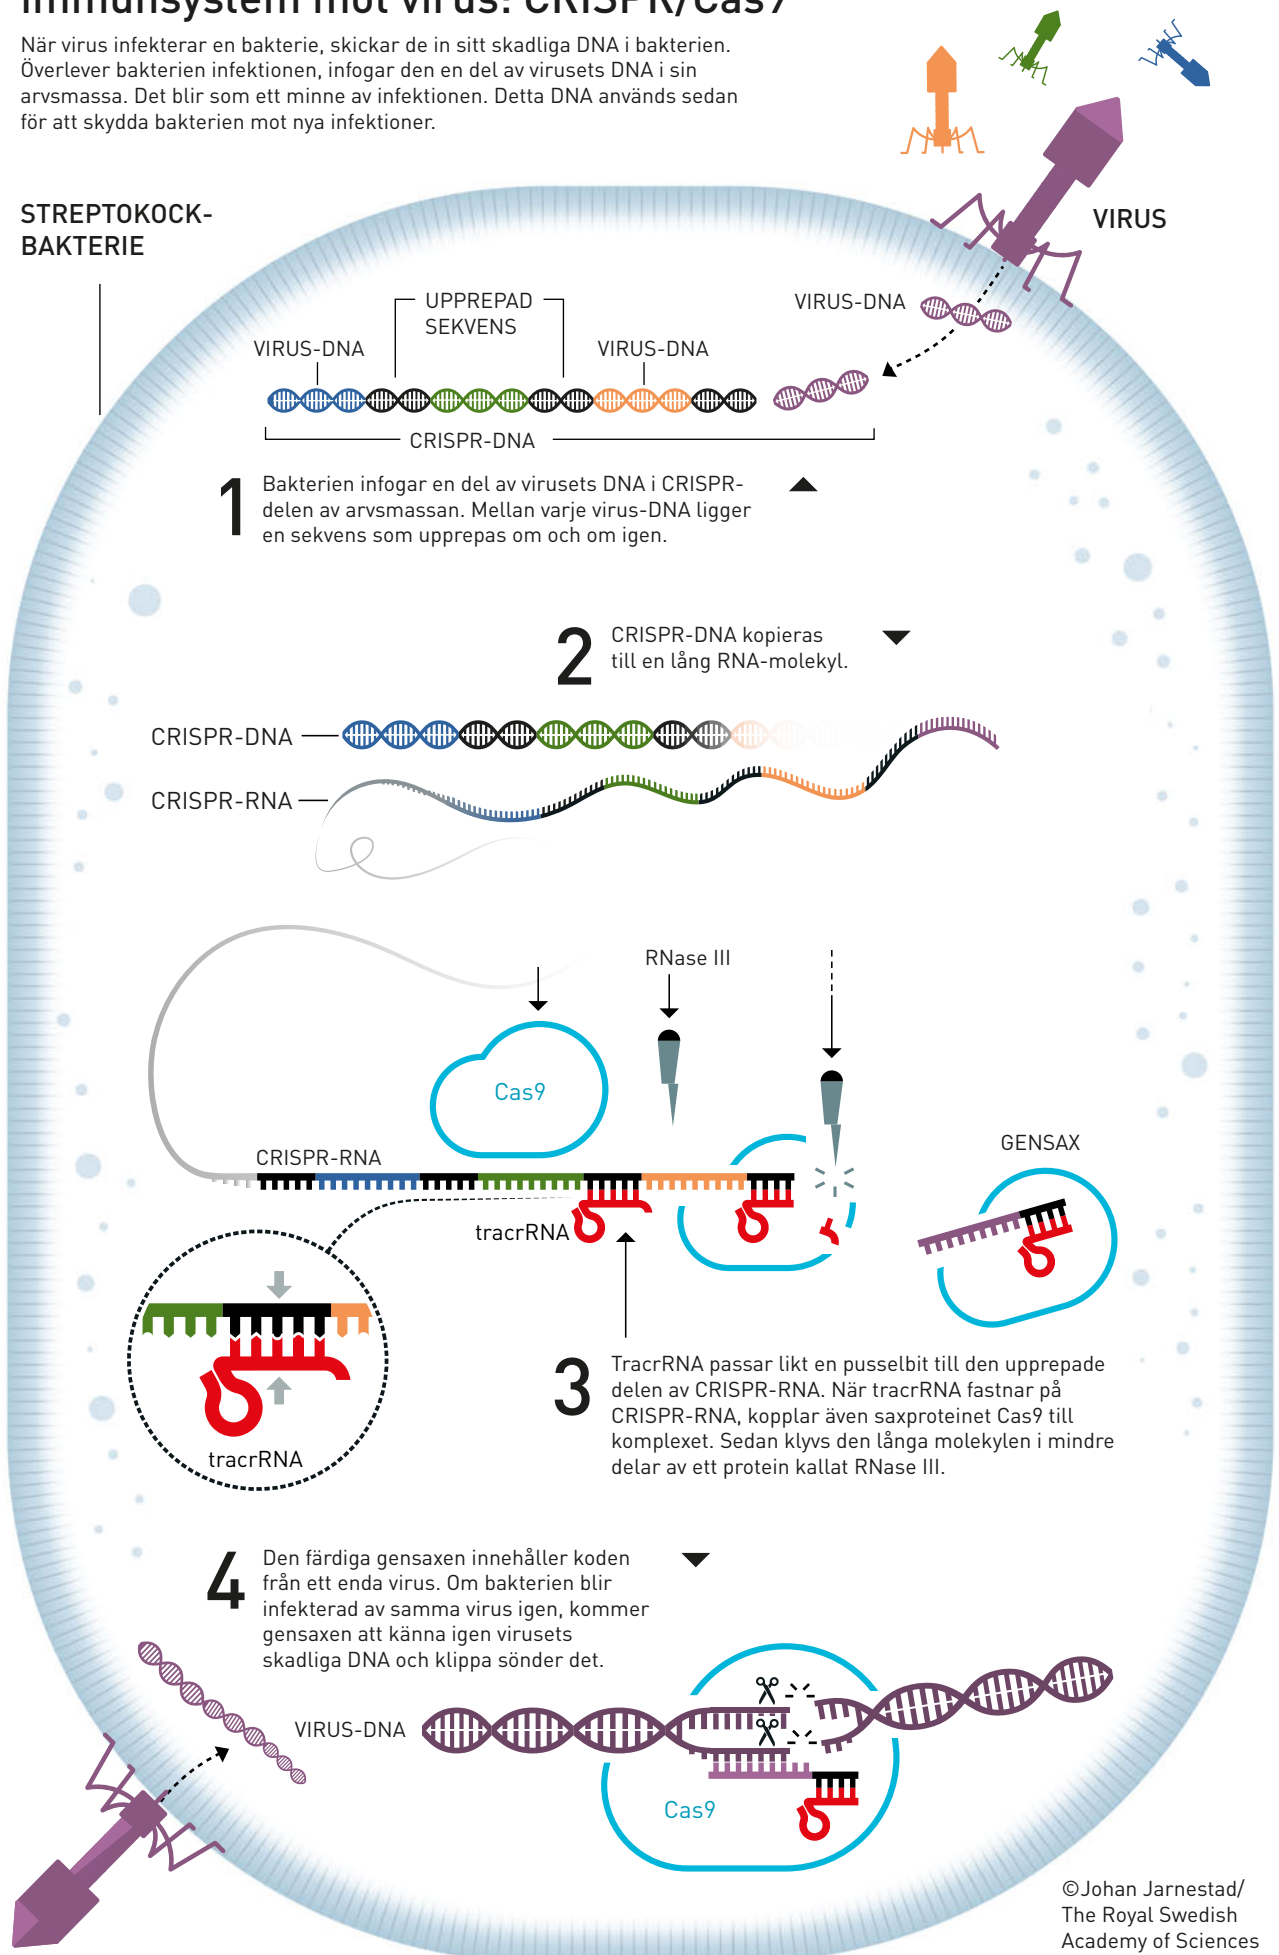 immunsystem mot virus: CRISPR/Cas9
När virus infekterar en bakterie, skickar de in sitt skadliga DNA i bakterien.
Överlever bakterien infektionen, infogar den en del av virusets DNA i sin
arvsmassa. Det blir som ett minne av infektionen. Detta DNA används sedan
för att skydda bakterien mot nya infektioner.
STREPTOKOCK-
BAKTERIE
VIRUS
VIRUS-DNA
UPPREPAD
SEKVENS
VIRUS-DNA
VIRUS-DNA
CRISPR-DNA
1
Bakterien infogar en del av virusets DNA i CRISPR-
delen av arvsmassan. Mellan varje virus-DNA ligger
en sekvens som upprepas om och om igen.
2
CRISPR-DNA kopieras
till en lång RNA-molekyl.
CRISPR-DNA
CRISPR-RNA
RNase III
Cas9
GENSAX
CRISPR-RNA
tracrRNA
tracrRNA
3
TracrRNA passar likt en pusselbit till den upprepade
delen av CRISPR-RNA. När tracrRNA fastnar på
CRISPR-RNA, kopplar även saxproteinet Cas9 till
komplexet. Sedan klyvs den långa molekylen i mindre
delar av ett protein kallat RNase III.
4
Den färdiga gensaxen innehåller koden
från ett enda virus. Om bakterien blir
infekterad av samma virus igen, kommer
gensaxen att känna igen virusets
skadliga DNA och klippa sönder det.
VIRUS-DNA
Cas9
©Johan Jarnestad/
The Royal Swedish
Academy of Sciences